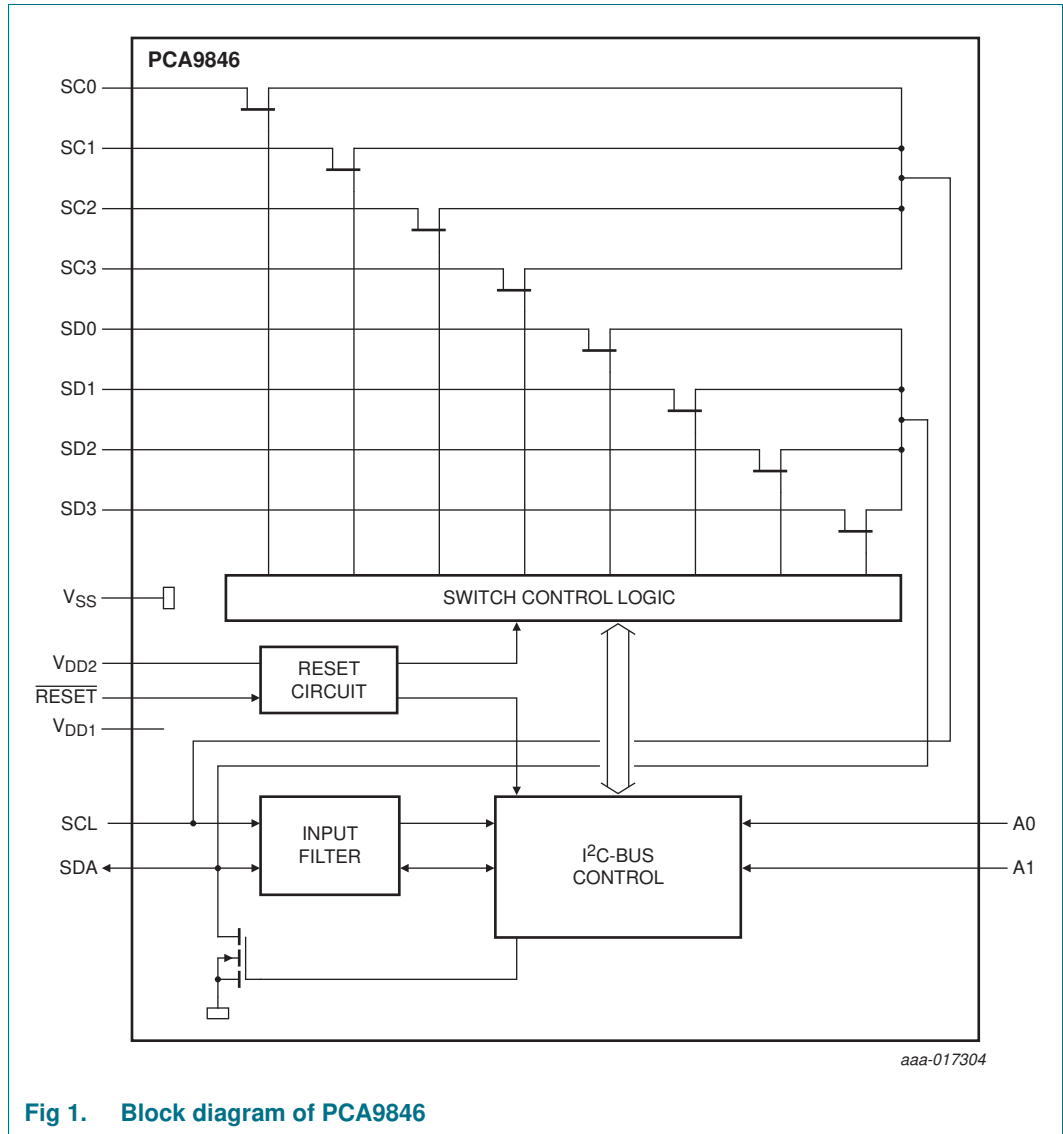 PCA9846
SC0
SC1
SC2
SC3
SD0
SD1
SD2
SD3
VSS
SWITCH CONTROL LOGIC
VDD2
RESET
VDD1
RESET
CIRCUIT
SCL
SDA
INPUT
FILTER
I2C-BUS
CONTROL
A0
A1
aaa-017304
Fig 1. Block diagram of PCA9846